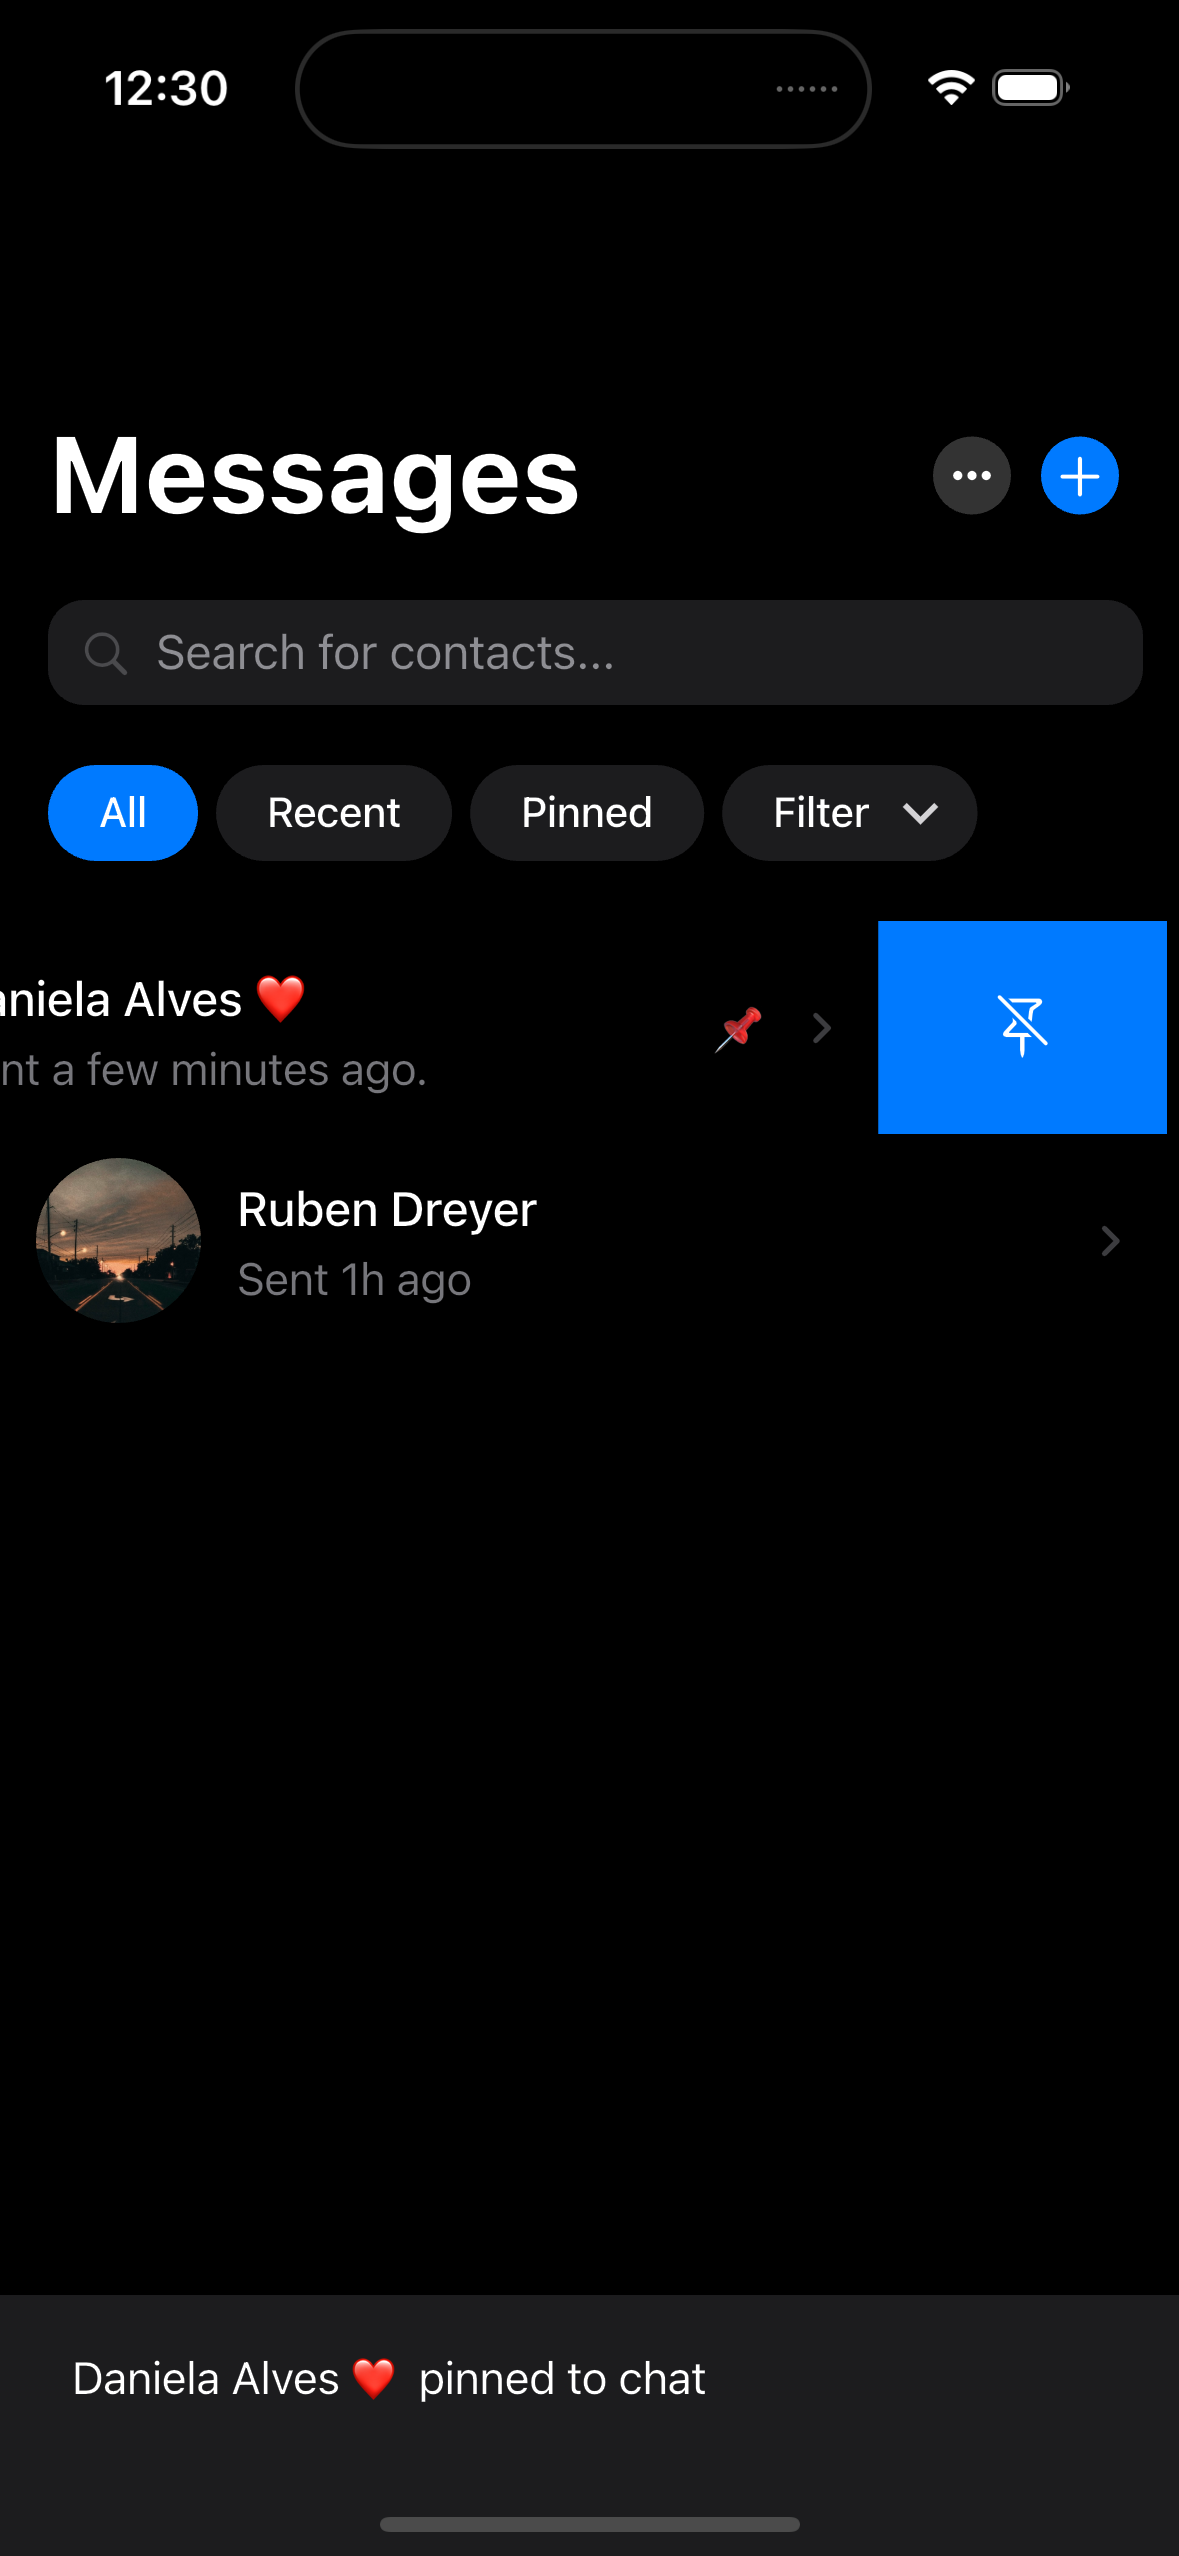 12:30
Messages
Search for contacts...
All Recent Pinned Filter
aniela Alves ❤️
nt a few minutes ago.
Ruben Dreyer
Sent 1h ago
Daniela Alves ❤️ pinned to chat